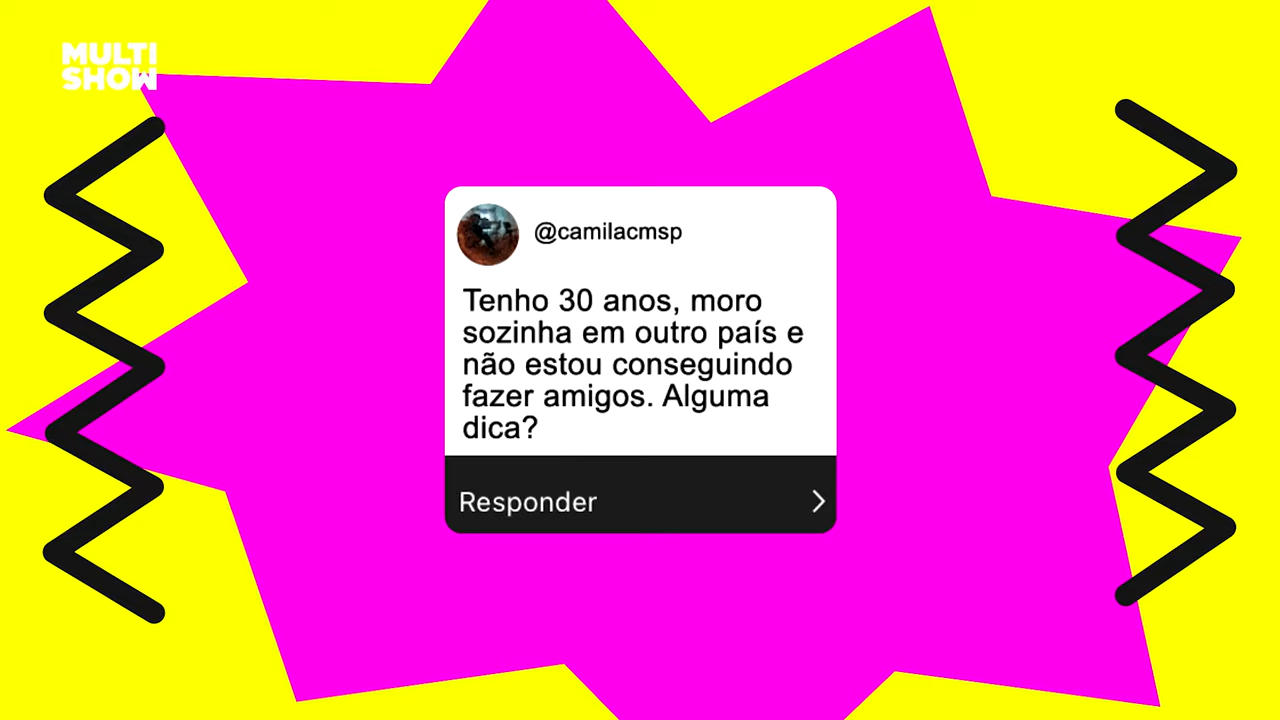 MULTI
SHOW
@camilacmsp
Tenho 30 anos, moro
sozinha em outro país e
não estou conseguindo
fazer amigos. Alguma
dica?
Responder